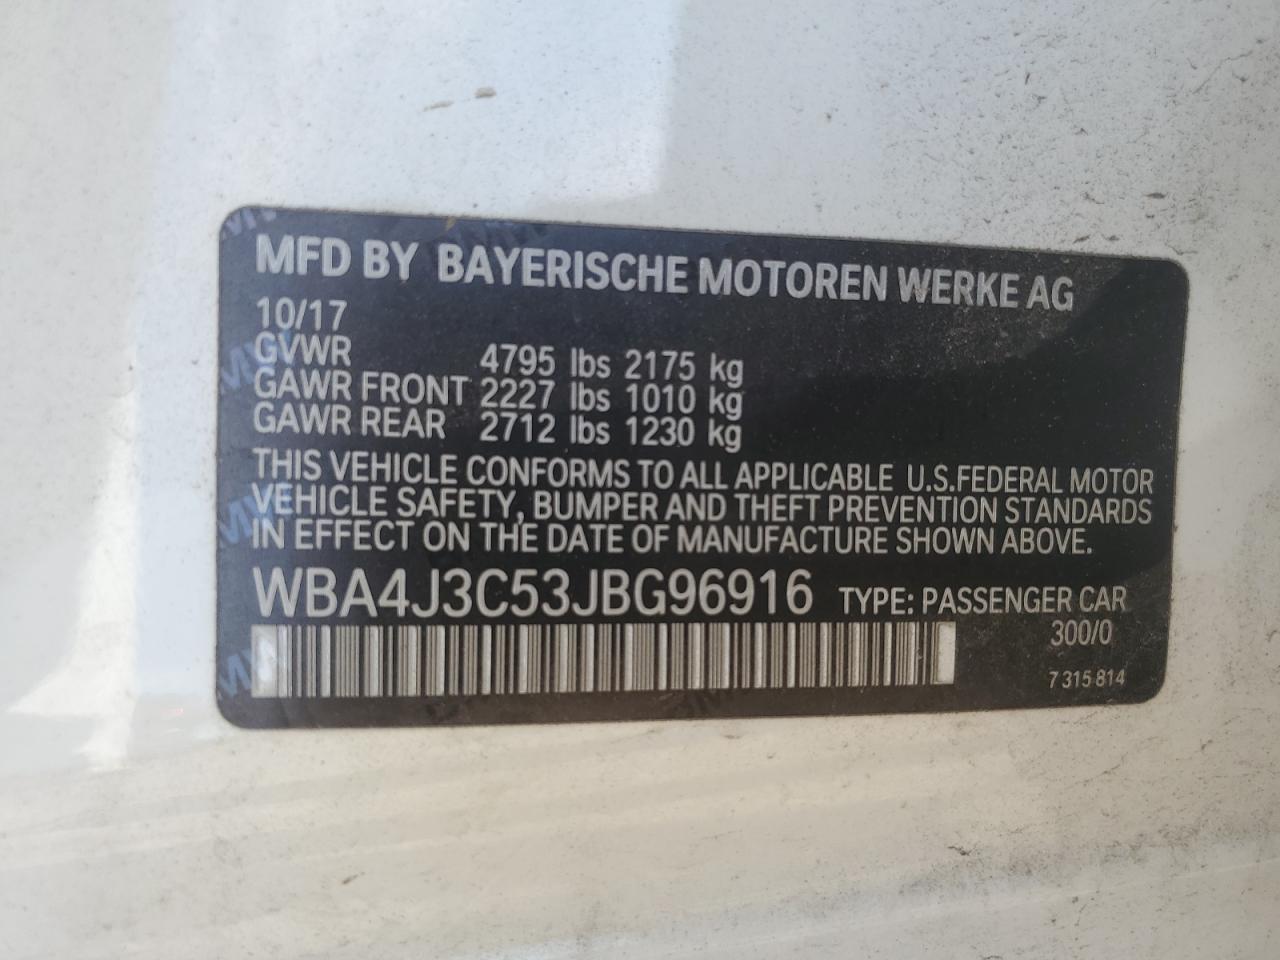 MFD BY BAYERISCHE MOTOREN WERKE AG
10/17
GVWR 4795 lbs 2175 kg
GAWR FRONT 2227 lbs 1010 kg
GAWR REAR 2712 lbs 1230 kg
THIS VEHICLE CONFORMS TO ALL APPLICABLE U.S.FEDERAL MOTOR
VEHICLE SAFETY, BUMPER AND THEFT PREVENTION STANDARDS
IN EFFECT ON THE DATE OF MANUFACTURE SHOWN ABOVE.
WBA4J3C53JBG96916 TYPE: PASSENGER CAR
300/0
7 315 814